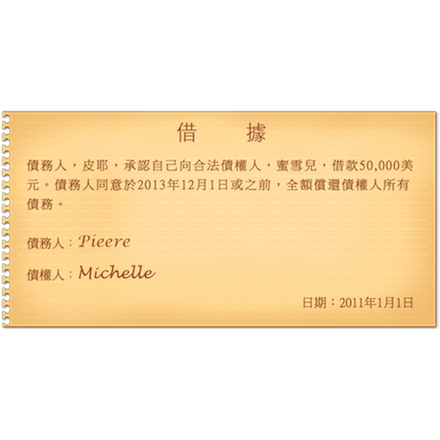 借 據
債務人，皮耶，承認自己向合法債權人，蜜雪兒，借款50,000美
元。債務人同意於2013年12月1日或之前，全額償還債權人所有
債務。
債務人：Pieere
債權人：Michelle
日期：2011年1月1日